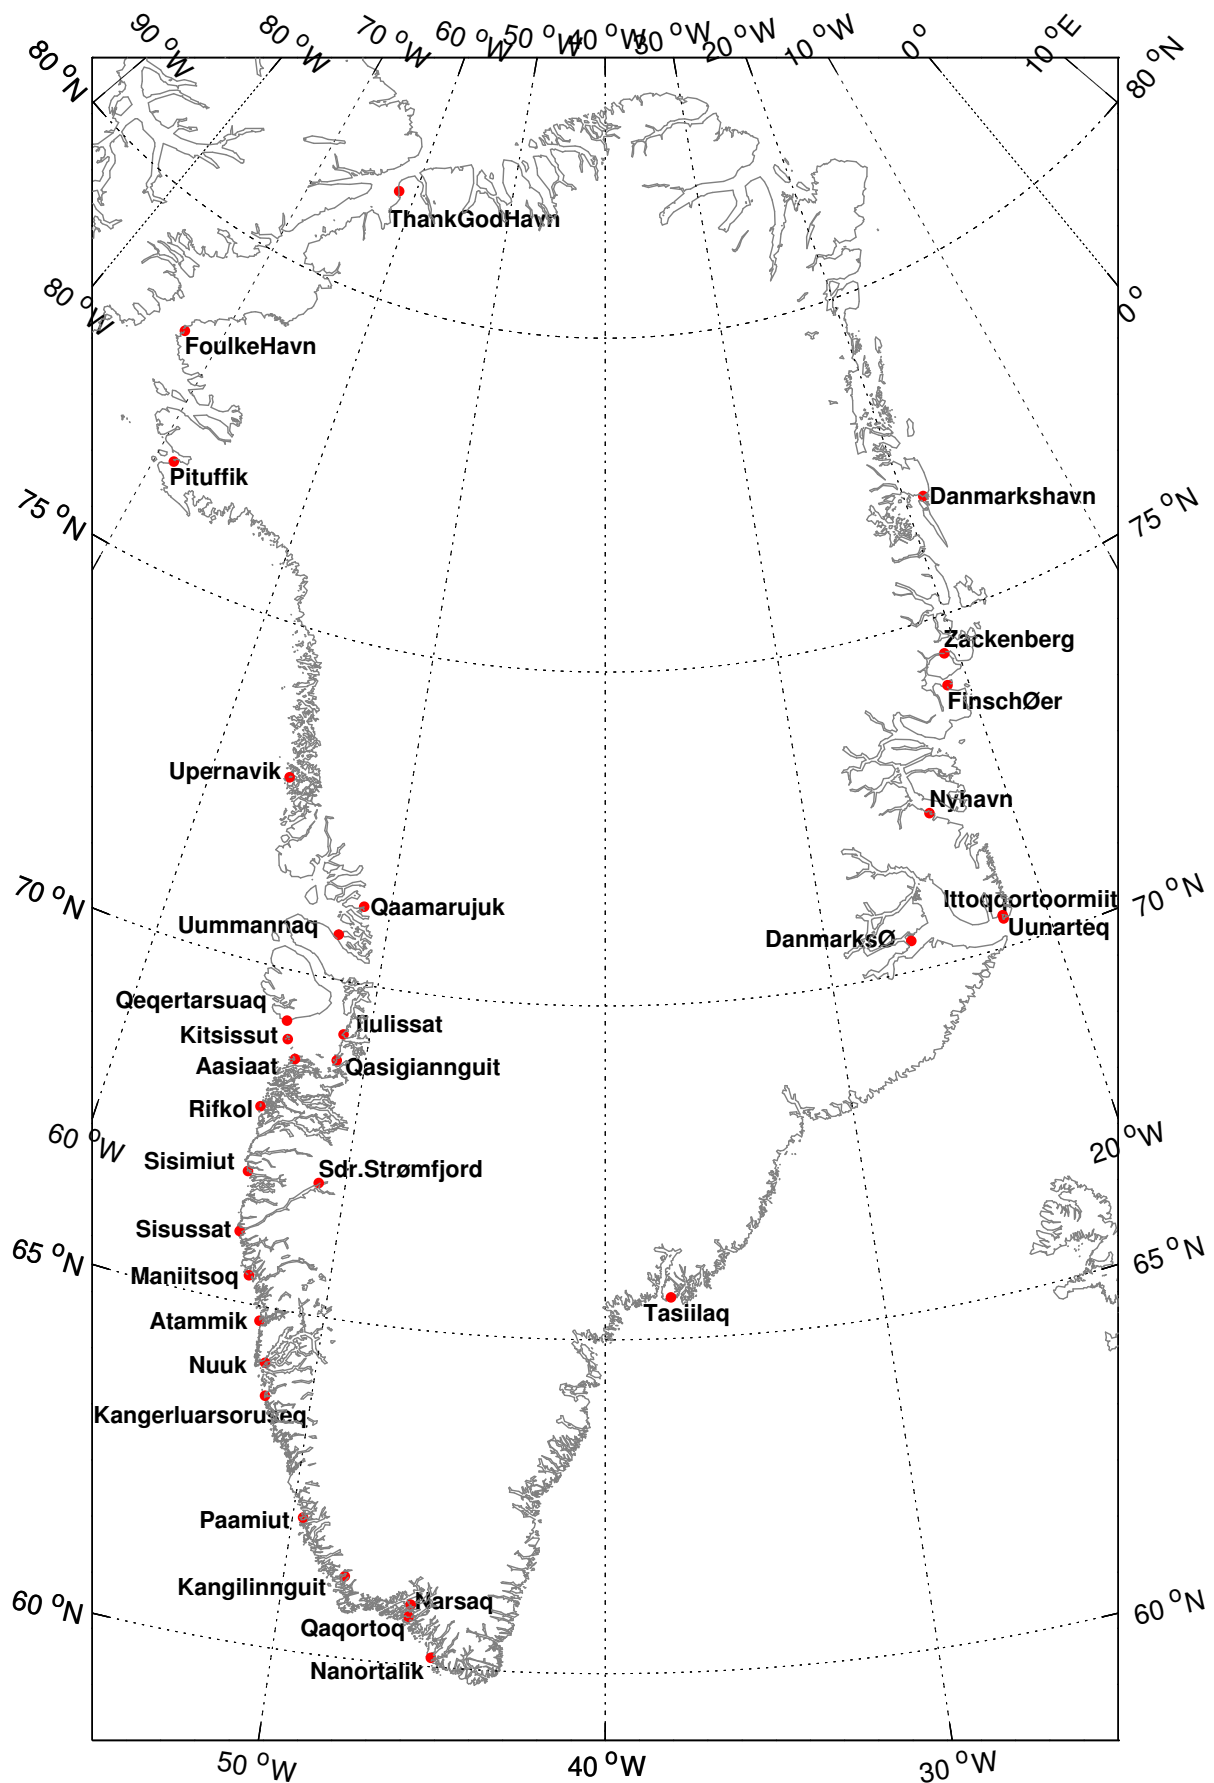 90 °W
80 °W
70 °W
60 °W
50 °W
40 °W
30 °W
20 °W
10 °W
0 °
10 °E
80 °N
80 °N
ThankGodHavn
80 °W
0 °
FoulkeHavn
Pituffik
75 °N
Danmarkshavn
75 °N
Zackenberg
FinschØer
Upernavik
Nyhavn
70 °N
Qaamarujuk
Ittoqqortoormiit
70 °N
Uummannaq
DanmarksØ
Uunarteq
Qeqertarsuaq
Ilulissat
Kitsissut
Aasiaat
Qasigiannguit
Rifkol
60 °W
20 °W
Sisimiut
Sdr.Strømfjord
Sisussat
65 °N
65 °N
Maniitsoq
Tasiilaq
Atammik
Nuuk
Kangerluarsoruseq
Paamiut
Kangilinnguit
60 °N
Narsaq
60 °N
Qaqortoq
Nanortalik
50 °W
40 °W
30 °W